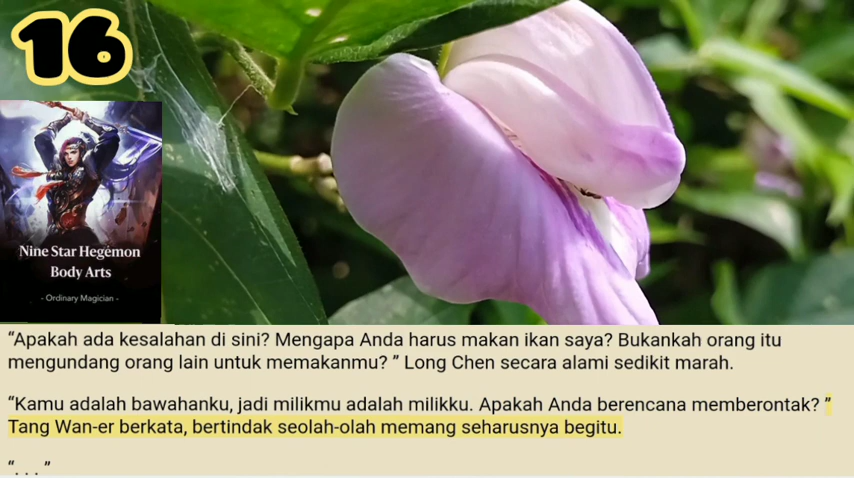 16
Nine Star Hegemon
Body Arts
- Ordinary Magician -
“Apakah ada kesalahan di sini? Mengapa Anda harus makan ikan saya? Bukankah orang itu
mengundang orang lain untuk memakanmu? ” Long Chen secara alami sedikit marah.
“Kamu adalah bawahanku, jadi milikmu adalah milikku. Apakah Anda berencana memberontak? ”
Tang Wan-er berkata, bertindak seolah-olah memang seharusnya begitu.
“. . . ”